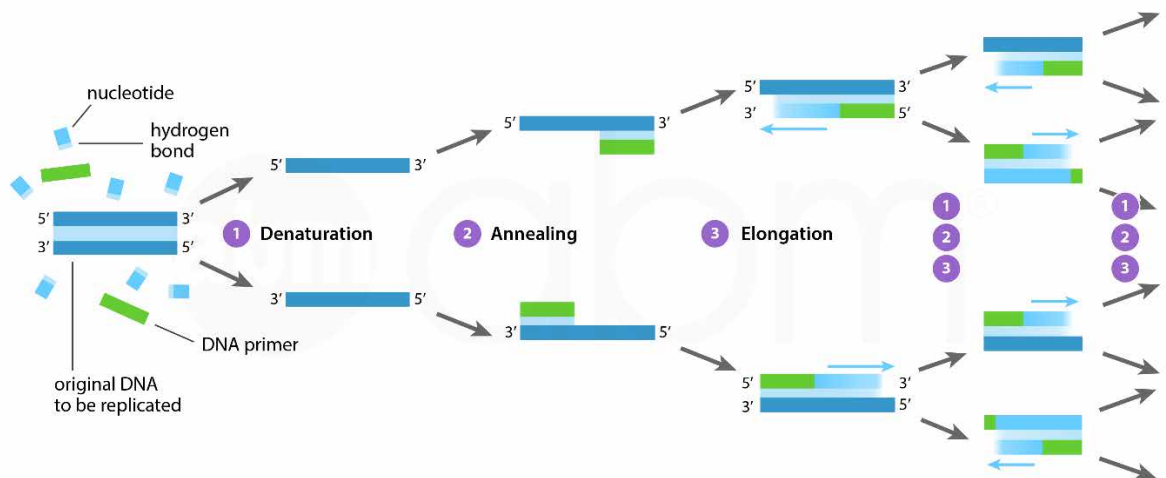 nucleotide
hydrogen
bond
5′ 3′
3′ 5′
original DNA
to be replicated
DNA primer
1 Denaturation
5′ 3′
3′ 5′
2 Annealing
5′ 3′
3′ 5′
3 Elongation
5′ 3′
3′ 5′
5′ 3′
3′ 5′
1
2
3
1
2
3
abm